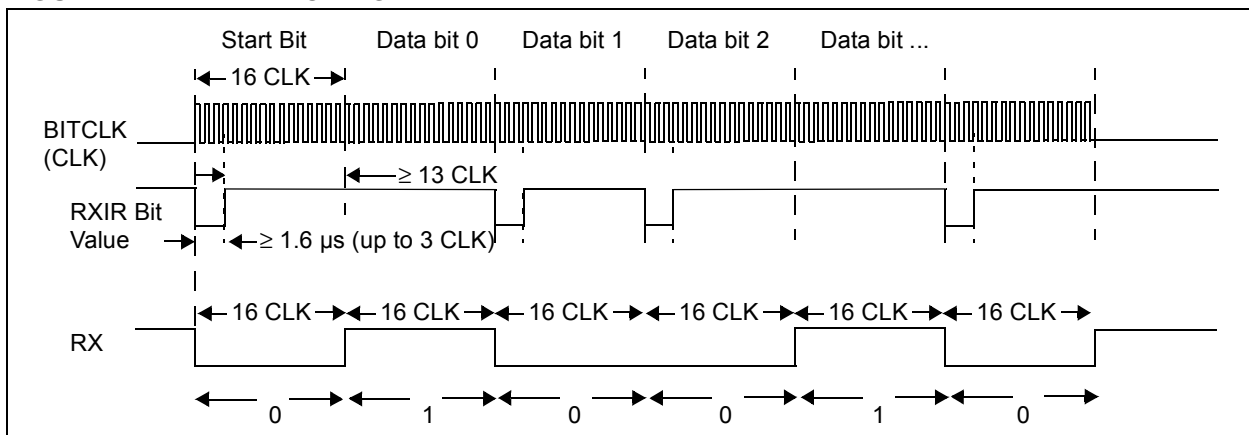 Start Bit Data bit 0 Data bit 1 Data bit 2 Data bit ...
16 CLK
BITCLK
(CLK)
≥ 13 CLK
RXIR Bit
Value
≥ 1.6 µs (up to 3 CLK)
16 CLK 16 CLK 16 CLK 16 CLK 16 CLK 16 CLK
RX
0 1 0 0 1 0